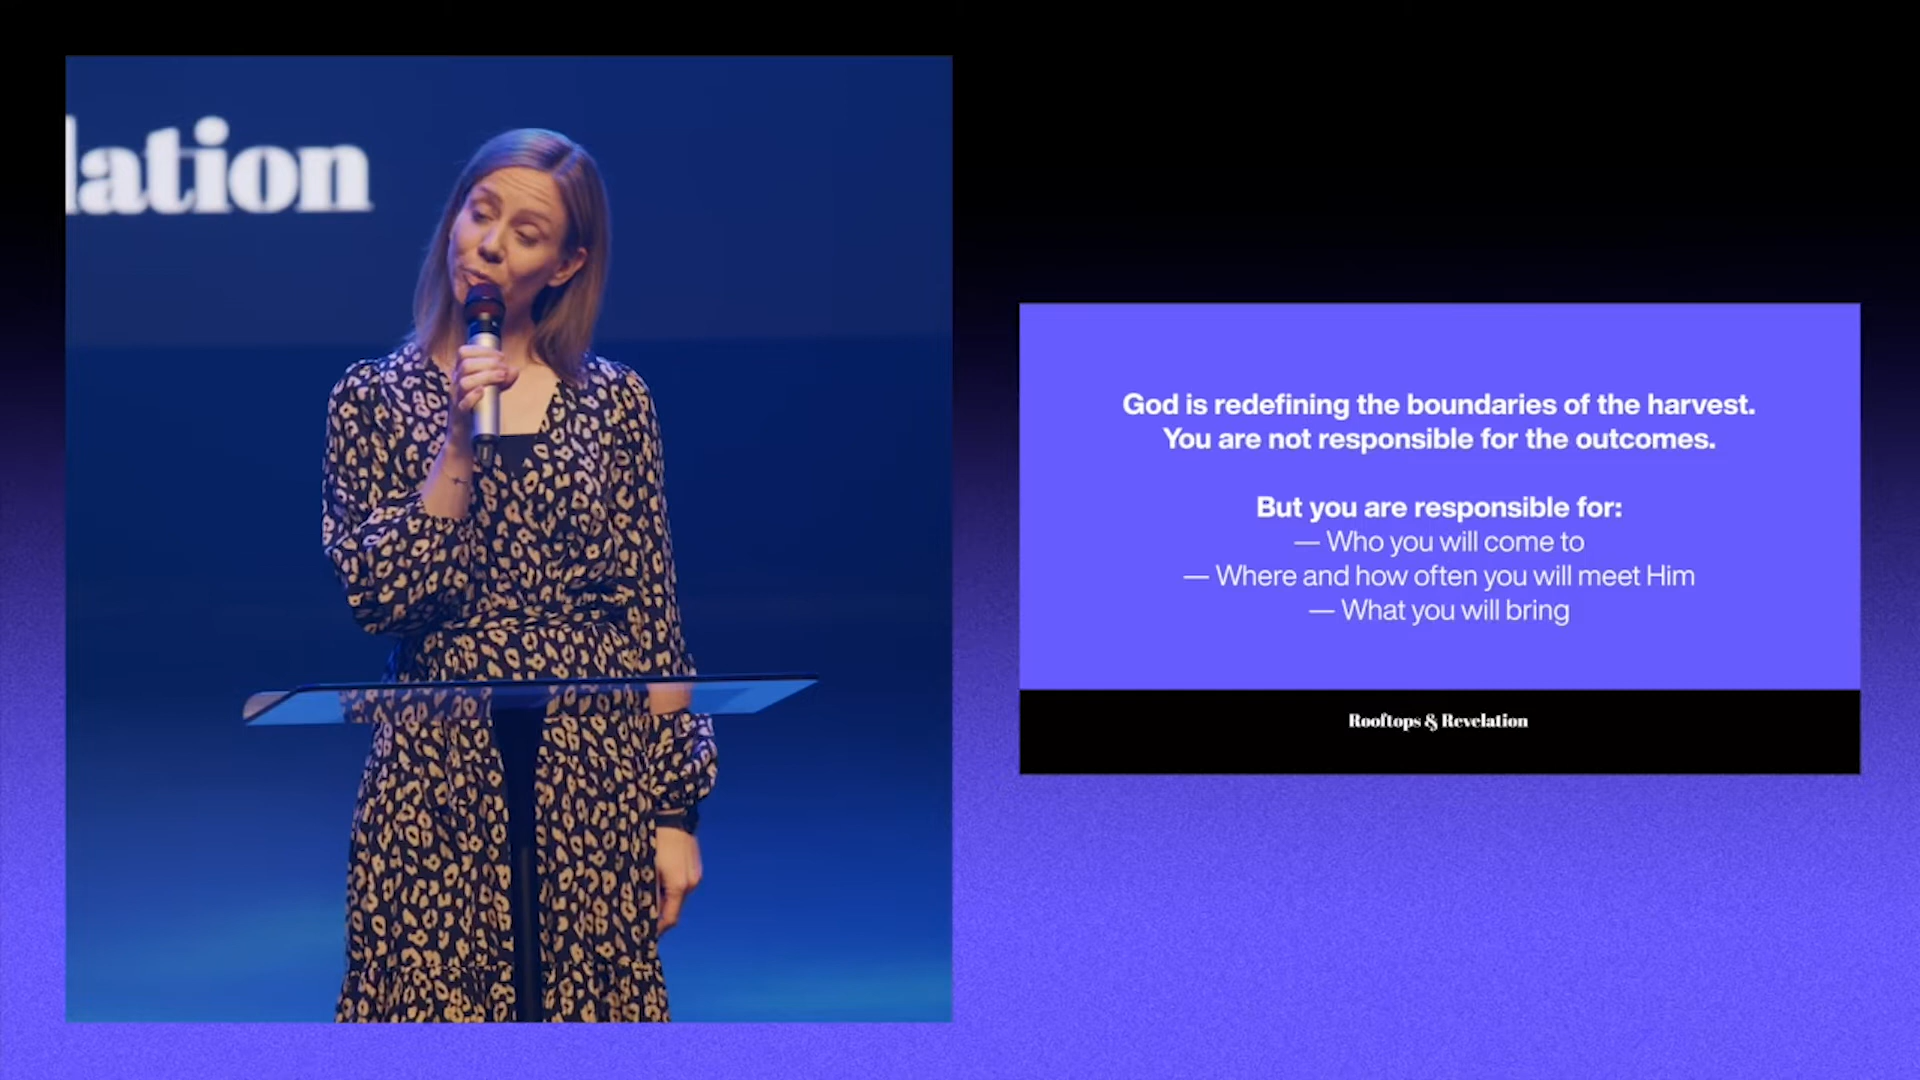 lation
God is redefining the boundaries of the harvest.
You are not responsible for the outcomes.
But you are responsible for:
— Who you will come to
— Where and how often you will meet Him
— What you will bring
Rooftops & Revelation